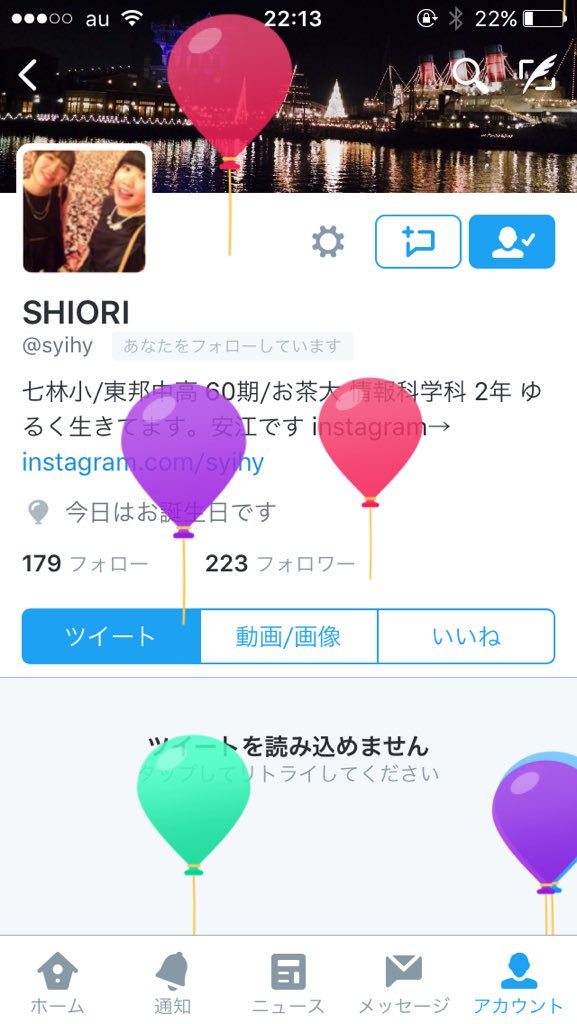 au 22:13 22%
SHIORI
@syihy あなたをフォローしています
七林小/東邦中高 60期/お茶大 情報科学科 2年 ゆ
るく生きてます。安江です instagram→
instagram.com/syihy
今日はお誕生日です
179 フォロー 223 フォロワー
ツイート 動画/画像 いいね
ツイートを読み込めません
タップしてリトライしてください
ホーム 通知 ニュース メッセージ アカウント